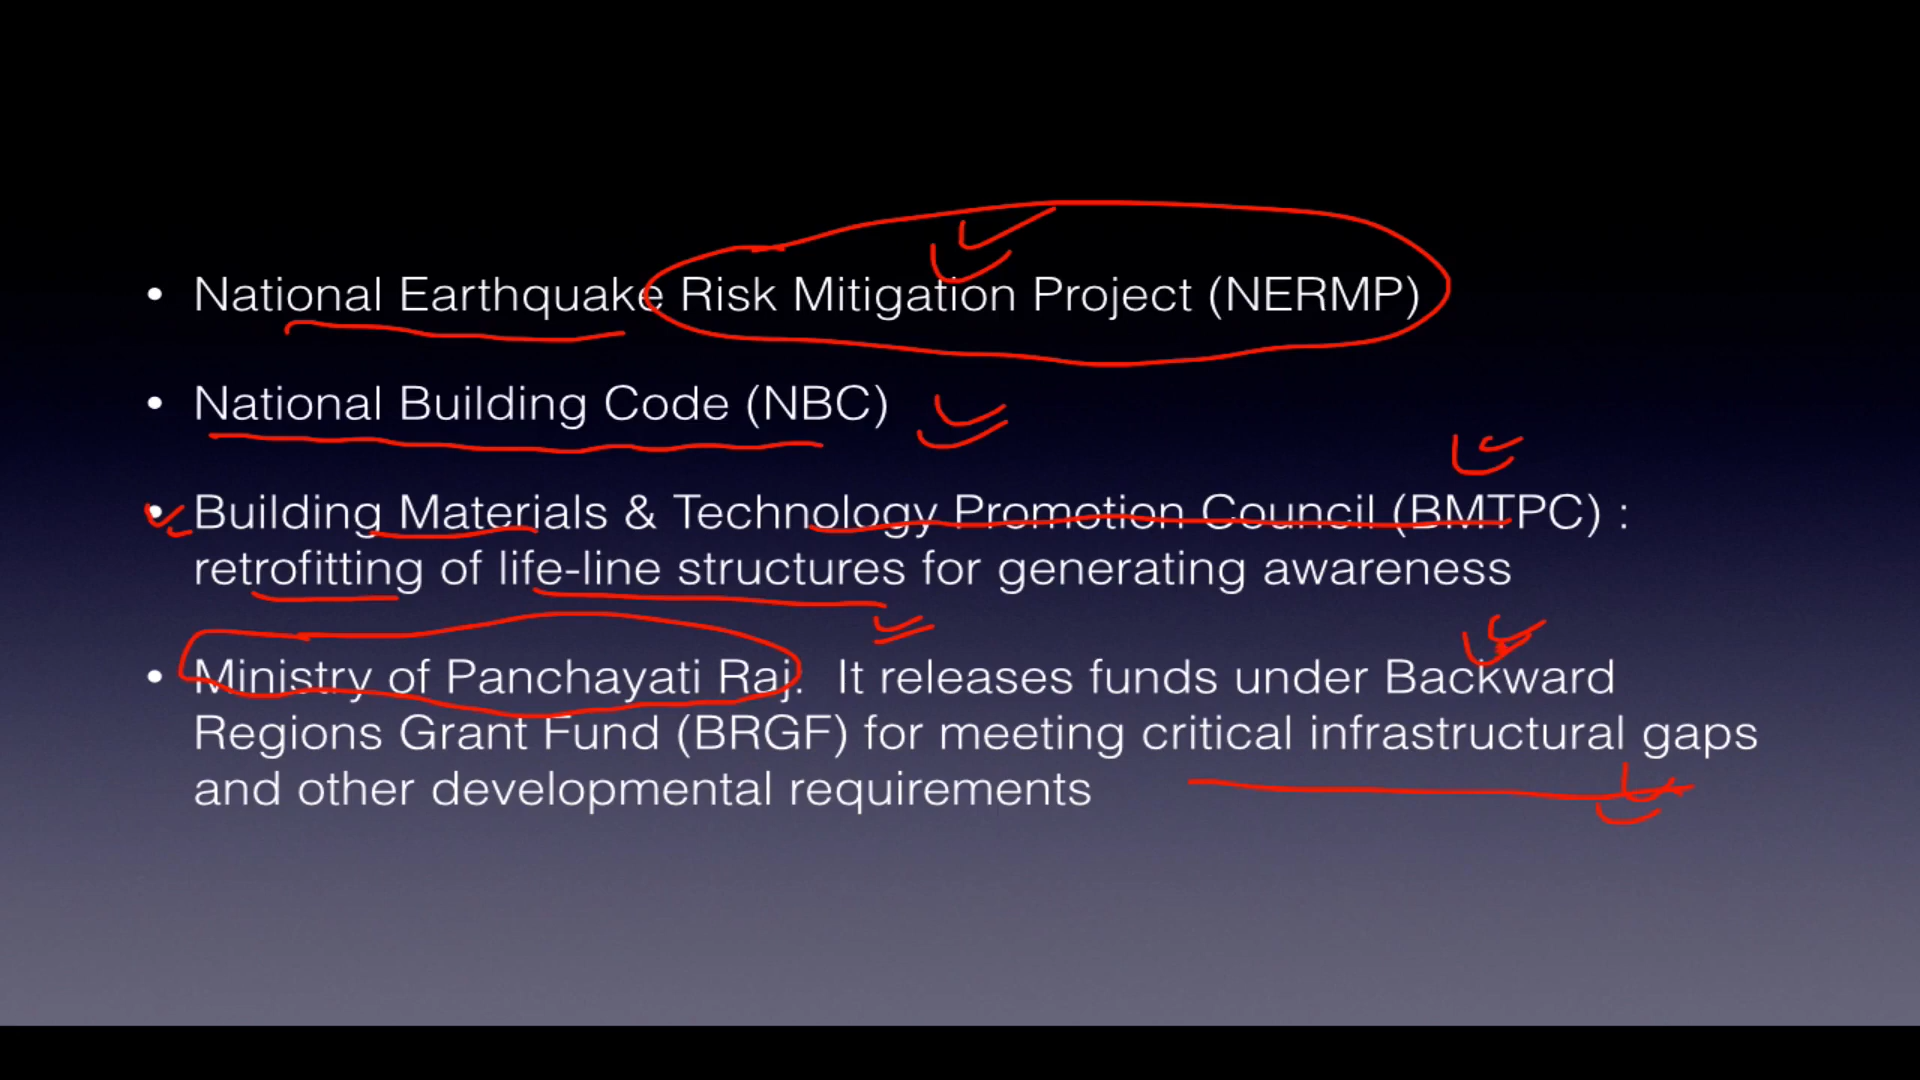 • National Earthquake Risk Mitigation Project (NERMP)
• National Building Code (NBC)
• Building Materials & Technology Promotion Council (BMTPC) :
retrofitting of life-line structures for generating awareness
• Ministry of Panchayati Raj.  It releases funds under Backward
Regions Grant Fund (BRGF) for meeting critical infrastructural gaps
and other developmental requirements